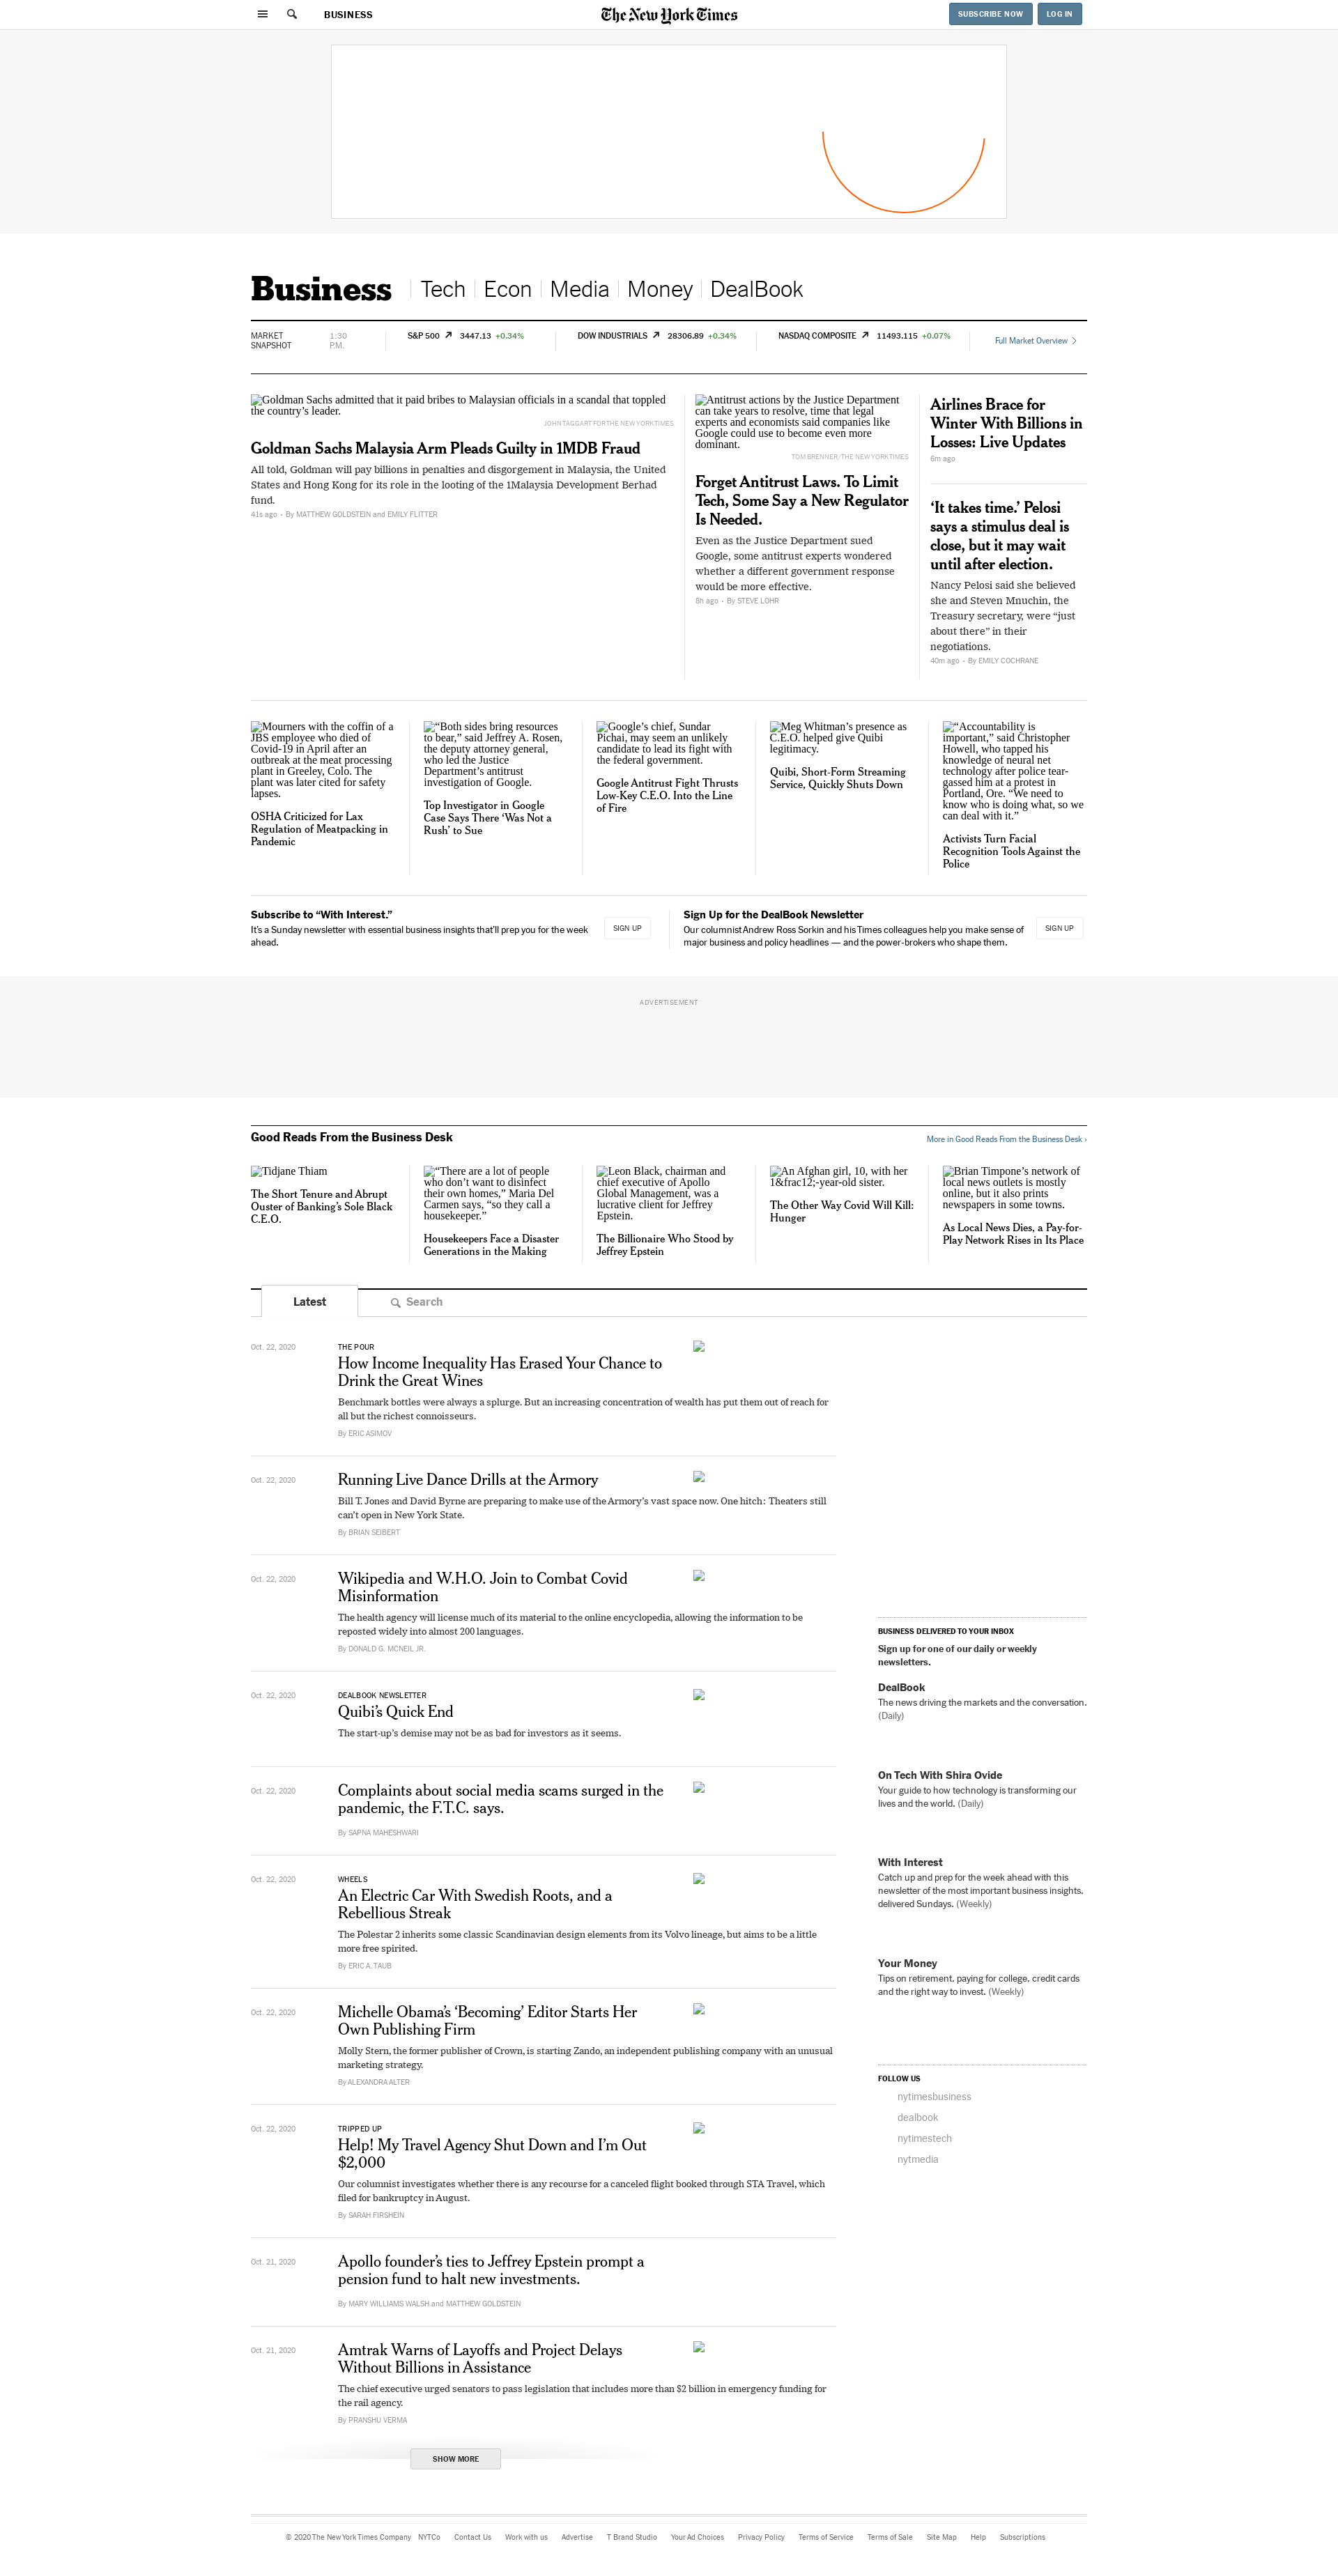 BUSINESS
The New York Times
SUBSCRIBE NOW
LOG IN
Business
Tech
Econ
Media
Money
DealBook
MARKET
SNAPSHOT
1:30
P.M.
S&P 500 3447.13 +0.34%
DOW INDUSTRIALS 28306.89 +0.34%
NASDAQ COMPOSITE 11493.115 +0.07%
Full Market Overview
Goldman Sachs admitted that it paid bribes to Malaysian officials in a scandal that toppled
the country’s leader.
JOHN TAGGART FOR THE NEW YORK TIMES
Goldman Sachs Malaysia Arm Pleads Guilty in 1MDB Fraud
All told, Goldman will pay billions in penalties and disgorgement in Malaysia, the United
States and Hong Kong for its role in the looting of the 1Malaysia Development Berhad
fund.
41s ago • By MATTHEW GOLDSTEIN and EMILY FLITTER
Antitrust actions by the Justice Department
can take years to resolve, time that legal
experts and economists said companies like
Google could use to become even more
dominant.
TOM BRENNER/THE NEW YORK TIMES
Forget Antitrust Laws. To Limit
Tech, Some Say a New Regulator
Is Needed.
Even as the Justice Department sued
Google, some antitrust experts wondered
whether a different government response
would be more effective.
8h ago • By STEVE LOHR
Airlines Brace for
Winter With Billions in
Losses: Live Updates
6m ago
‘It takes time.’ Pelosi
says a stimulus deal is
close, but it may wait
until after election.
Nancy Pelosi said she believed
she and Steven Mnuchin, the
Treasury secretary, were “just
about there” in their
negotiations.
40m ago • By EMILY COCHRANE
Mourners with the coffin of a
JBS employee who died of
Covid-19 in April after an
outbreak at the meat processing
plant in Greeley, Colo. The
plant was later cited for safety
lapses.
OSHA Criticized for Lax
Regulation of Meatpacking in
Pandemic
“Both sides bring resources
to bear,” said Jeffrey A. Rosen,
the deputy attorney general,
who led the Justice
Department’s antitrust
investigation of Google.
Top Investigator in Google
Case Says There ‘Was Not a
Rush’ to Sue
Google’s chief, Sundar
Pichai, may seem an unlikely
candidate to lead its fight with
the federal government.
Google Antitrust Fight Thrusts
Low-Key C.E.O. Into the Line
of Fire
Meg Whitman’s presence as
C.E.O. helped give Quibi
legitimacy.
Quibi, Short-Form Streaming
Service, Quickly Shuts Down
“Accountability is
important,” said Christopher
Howell, who tapped his
knowledge of neural net
technology after police tear-
gassed him at a protest in
Portland, Ore. “We need to
know who is doing what, so we
can deal with it.”
Activists Turn Facial
Recognition Tools Against the
Police
Subscribe to “With Interest.”
It’s a Sunday newsletter with essential business insights that’ll prep you for the week
ahead.
SIGN UP
Sign Up for the DealBook Newsletter
Our columnist Andrew Ross Sorkin and his Times colleagues help you make sense of
major business and policy headlines — and the power-brokers who shape them.
SIGN UP
ADVERTISEMENT
Good Reads From the Business Desk
More in Good Reads From the Business Desk ›
Tidjane Thiam
The Short Tenure and Abrupt
Ouster of Banking’s Sole Black
C.E.O.
“There are a lot of people
who don’t want to disinfect
their own homes,” Maria Del
Carmen says, “so they call a
housekeeper.”
Housekeepers Face a Disaster
Generations in the Making
Leon Black, chairman and
chief executive of Apollo
Global Management, was a
lucrative client for Jeffrey
Epstein.
The Billionaire Who Stood by
Jeffrey Epstein
An Afghan girl, 10, with her
1&frac12;-year-old sister.
The Other Way Covid Will Kill:
Hunger
Brian Timpone’s network of
local news outlets is mostly
online, but it also prints
newspapers in some towns.
As Local News Dies, a Pay-for-
Play Network Rises in Its Place
Latest
Search
Oct. 22, 2020
THE POUR
How Income Inequality Has Erased Your Chance to
Drink the Great Wines
Benchmark bottles were always a splurge. But an increasing concentration of wealth has put them out of reach for
all but the richest connoisseurs.
By ERIC ASIMOV
Oct. 22, 2020
Running Live Dance Drills at the Armory
Bill T. Jones and David Byrne are preparing to make use of the Armory’s vast space now. One hitch: Theaters still
can’t open in New York State.
By BRIAN SEIBERT
Oct. 22, 2020
Wikipedia and W.H.O. Join to Combat Covid
Misinformation
The health agency will license much of its material to the online encyclopedia, allowing the information to be
reposted widely into almost 200 languages.
By DONALD G. MCNEIL JR.
Oct. 22, 2020
DEALBOOK NEWSLETTER
Quibi’s Quick End
The start-up’s demise may not be as bad for investors as it seems.
Oct. 22, 2020
Complaints about social media scams surged in the
pandemic, the F.T.C. says.
By SAPNA MAHESHWARI
Oct. 22, 2020
WHEELS
An Electric Car With Swedish Roots, and a
Rebellious Streak
The Polestar 2 inherits some classic Scandinavian design elements from its Volvo lineage, but aims to be a little
more free spirited.
By ERIC A. TAUB
Oct. 22, 2020
Michelle Obama’s ‘Becoming’ Editor Starts Her
Own Publishing Firm
Molly Stern, the former publisher of Crown, is starting Zando, an independent publishing company with an unusual
marketing strategy.
By ALEXANDRA ALTER
Oct. 22, 2020
TRIPPED UP
Help! My Travel Agency Shut Down and I’m Out
$2,000
Our columnist investigates whether there is any recourse for a canceled flight booked through STA Travel, which
filed for bankruptcy in August.
By SARAH FIRSHEIN
Oct. 21, 2020
Apollo founder’s ties to Jeffrey Epstein prompt a
pension fund to halt new investments.
By MARY WILLIAMS WALSH and MATTHEW GOLDSTEIN
Oct. 21, 2020
Amtrak Warns of Layoffs and Project Delays
Without Billions in Assistance
The chief executive urged senators to pass legislation that includes more than $2 billion in emergency funding for
the rail agency.
By PRANSHU VERMA
SHOW MORE
BUSINESS DELIVERED TO YOUR INBOX
Sign up for one of our daily or weekly
newsletters.
DealBook
The news driving the markets and the conversation.
(Daily)
On Tech With Shira Ovide
Your guide to how technology is transforming our
lives and the world. (Daily)
With Interest
Catch up and prep for the week ahead with this
newsletter of the most important business insights,
delivered Sundays. (Weekly)
Your Money
Tips on retirement, paying for college, credit cards
and the right way to invest. (Weekly)
FOLLOW US
nytimesbusiness
dealbook
nytimestech
nytmedia
© 2020 The New York Times Company NYTCo Contact Us Work with us Advertise T Brand Studio Your Ad Choices Privacy Policy Terms of Service Terms of Sale Site Map Help Subscriptions